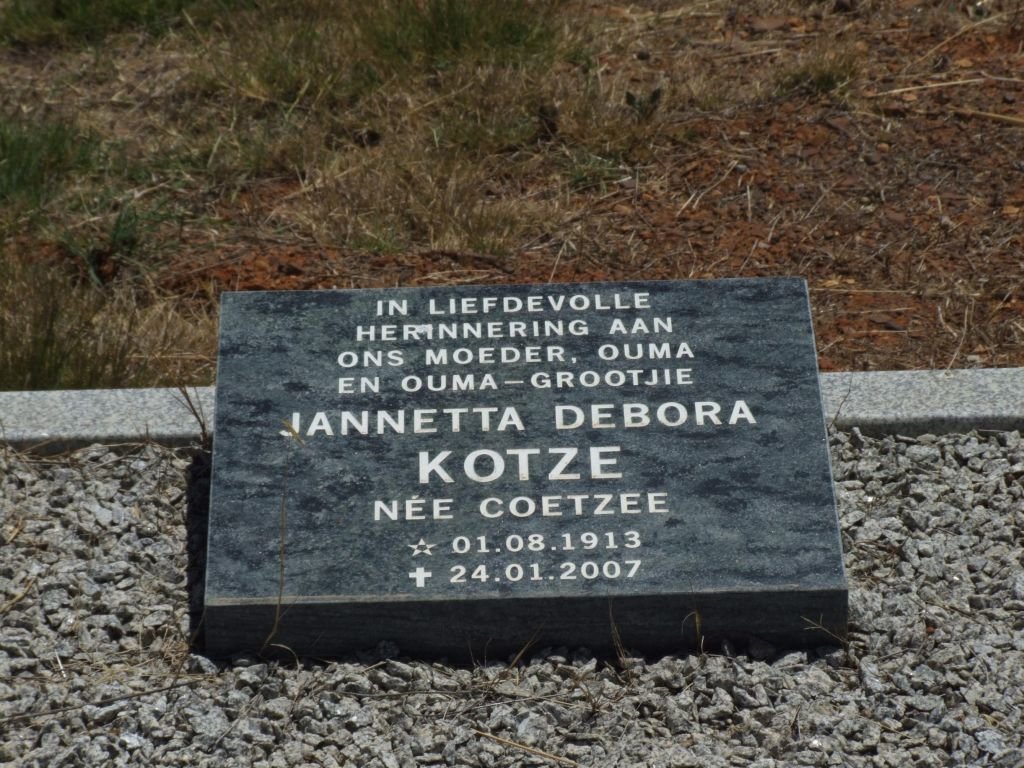 IN LIEFDEVOLLE
HERINNERING AAN
ONS MOEDER, OUMA
EN OUMA-GROOTJIE
JANNETTA DEBORA
KOTZE
NÉE COETZEE
☆ 01.08.1913
✝ 24.01.2007